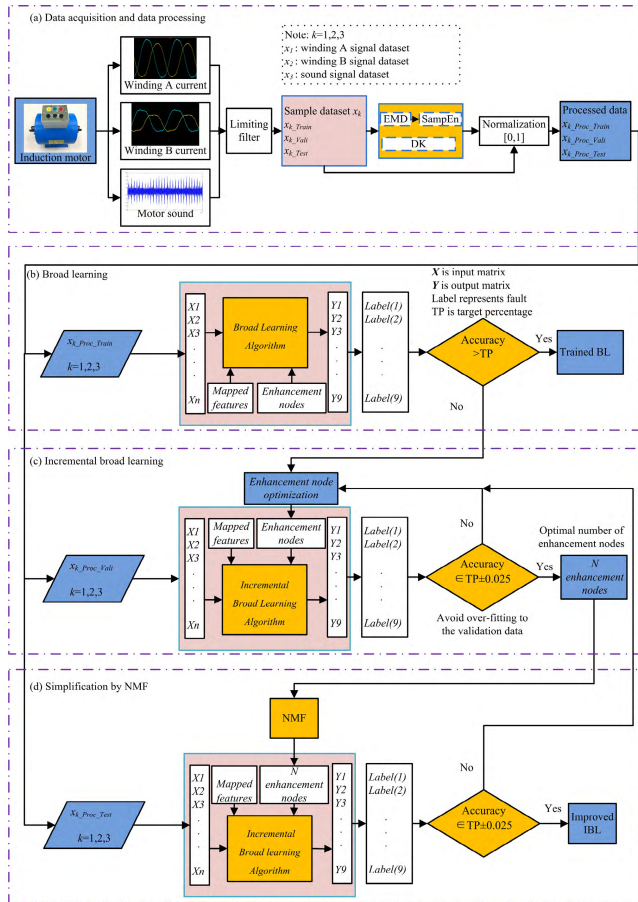 (a) Data acquisition and data processing
Induction motor
Winding A current
Winding B current
Motor sound
Limiting
filter
Note: k=1,2,3
x1 : winding A signal dataset
x2 : winding B signal dataset
x3 : sound signal dataset
Sample dataset xk
xk_Train
xk_Vali
xk_Test
EMD
SampEn
DK
Normalization
[0,1]
Processed data
xk_Proc_Train
xk_Proc_Vali
xk_Proc_Test
(b) Broad learning
xk_Proc_Train
k=1,2,3
X1
X2
X3
.
.
.
Xn
Broad Learning
Algorithm
Mapped
features
Enhancement
nodes
Y1
Y2
Y3
.
.
.
Y9
Label(1)
Label(2)
.
.
.
Label(9)
X is input matrix
Y is output matrix
Label represents fault
TP is target percentage
Accuracy
>TP
Yes
Trained BL
No
(c) Incremental broad learning
Enhancement node
optimization
xk_Proc_Vali
k=1,2,3
X1
X2
X3
.
.
.
Xn
Mapped
features
Enhancement
nodes
Incremental
Broad Learning
Algorithm
Y1
Y2
Y3
.
.
.
Y9
Label(1)
Label(2)
.
.
.
Label(9)
No
Accuracy
∈TP±0.025
Avoid over-fitting to
the validation data
Yes
Optimal number of
enhancement nodes
N
enhancement
nodes
(d) Simplification by NMF
NMF
xk_Proc_Test
k=1,2,3
X1
X2
X3
.
.
.
Xn
Mapped
features
N
enhancement
nodes
Incremental
Broad learning
Algorithm
Y1
Y2
Y3
.
.
.
Y9
Label(1)
Label(2)
.
.
.
Label(9)
No
Accuracy
∈TP±0.025
Yes
Improved
IBL